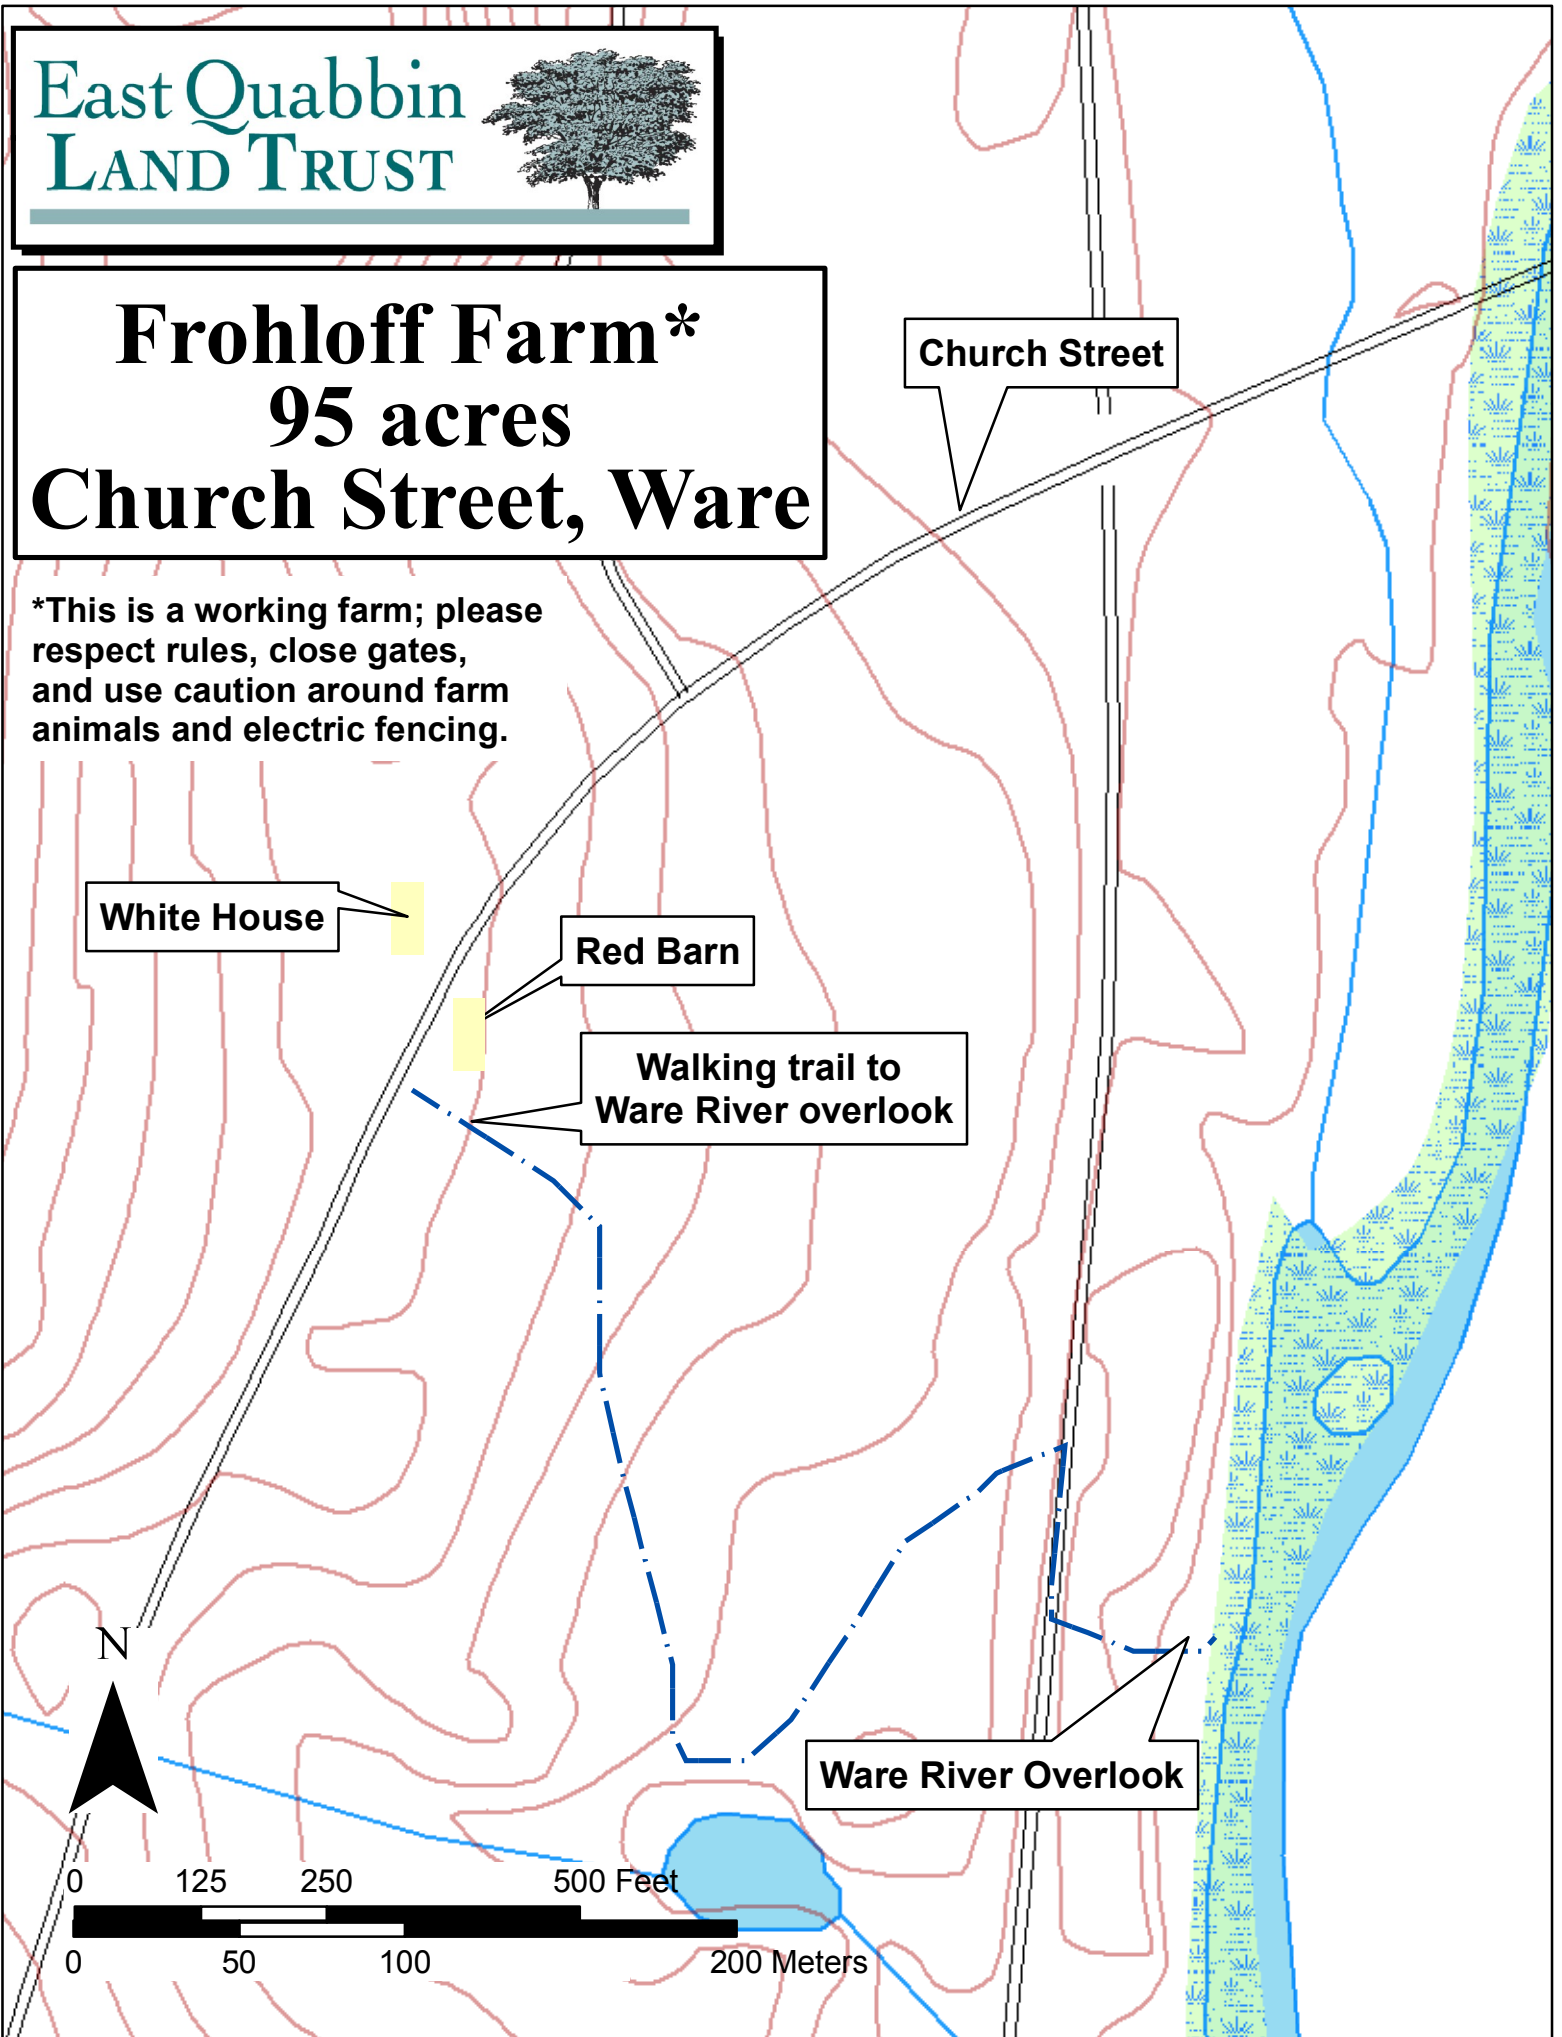 East Quabbin
LAND TRUST
Frohloff Farm*
95 acres
Church Street, Ware
*This is a working farm; please
respect rules, close gates,
and use caution around farm
animals and electric fencing.
Church Street
White House
Red Barn
Walking trail to
Ware River overlook
N
Ware River Overlook
0 125 250 500 Feet
0 50 100 200 Meters